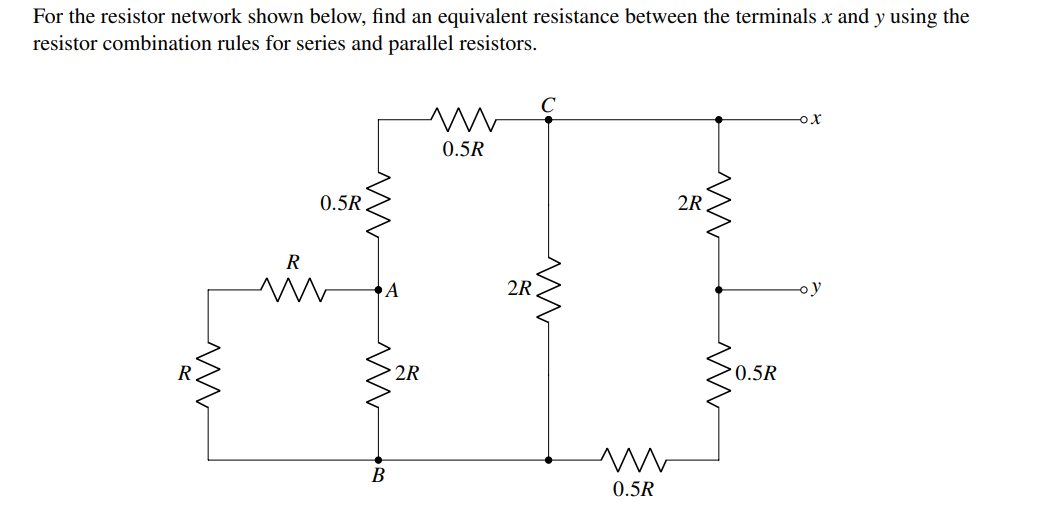 For the resistor network shown below, find an equivalent resistance between the terminals x and y using the
resistor combination rules for series and parallel resistors.
C
x
0.5R
0.5R
2R
R
A
2R
y
R
2R
0.5R
B
0.5R